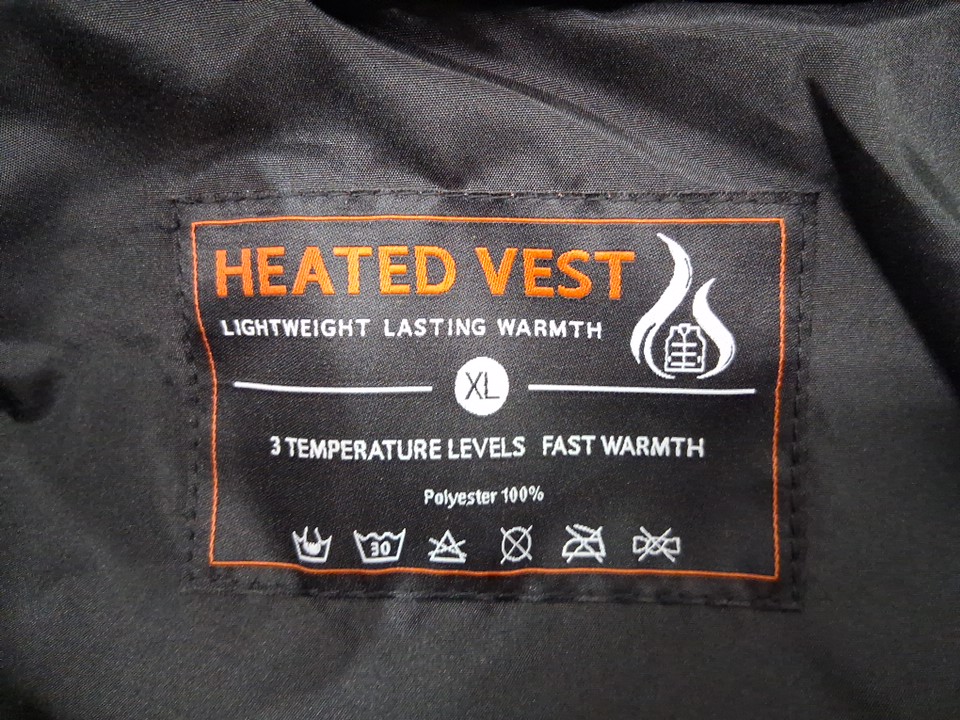 HEATED VEST
LIGHTWEIGHT LASTING WARMTH
XL
3 TEMPERATURE LEVELS FAST WARMTH
Polyester 100%
30